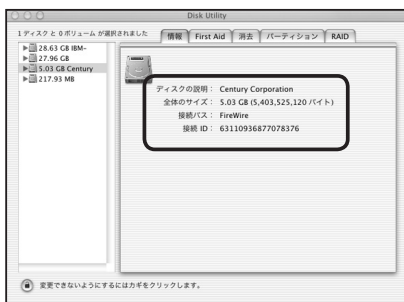 Disk Utility
1 ディスク と 0 ボリューム が選択されました
情報 First Aid 消去 パーティション RAID
28.63 GB IBM-
27.96 GB
5.03 GB Century
217.93 MB
ディスクの説明： Century Corporation
全体のサイズ： 5.03 GB (5,403,525,120 バイト)
接続バス： FireWire
接続 ID： 63110936877078376
変更できないようにするにはカギをクリックします。